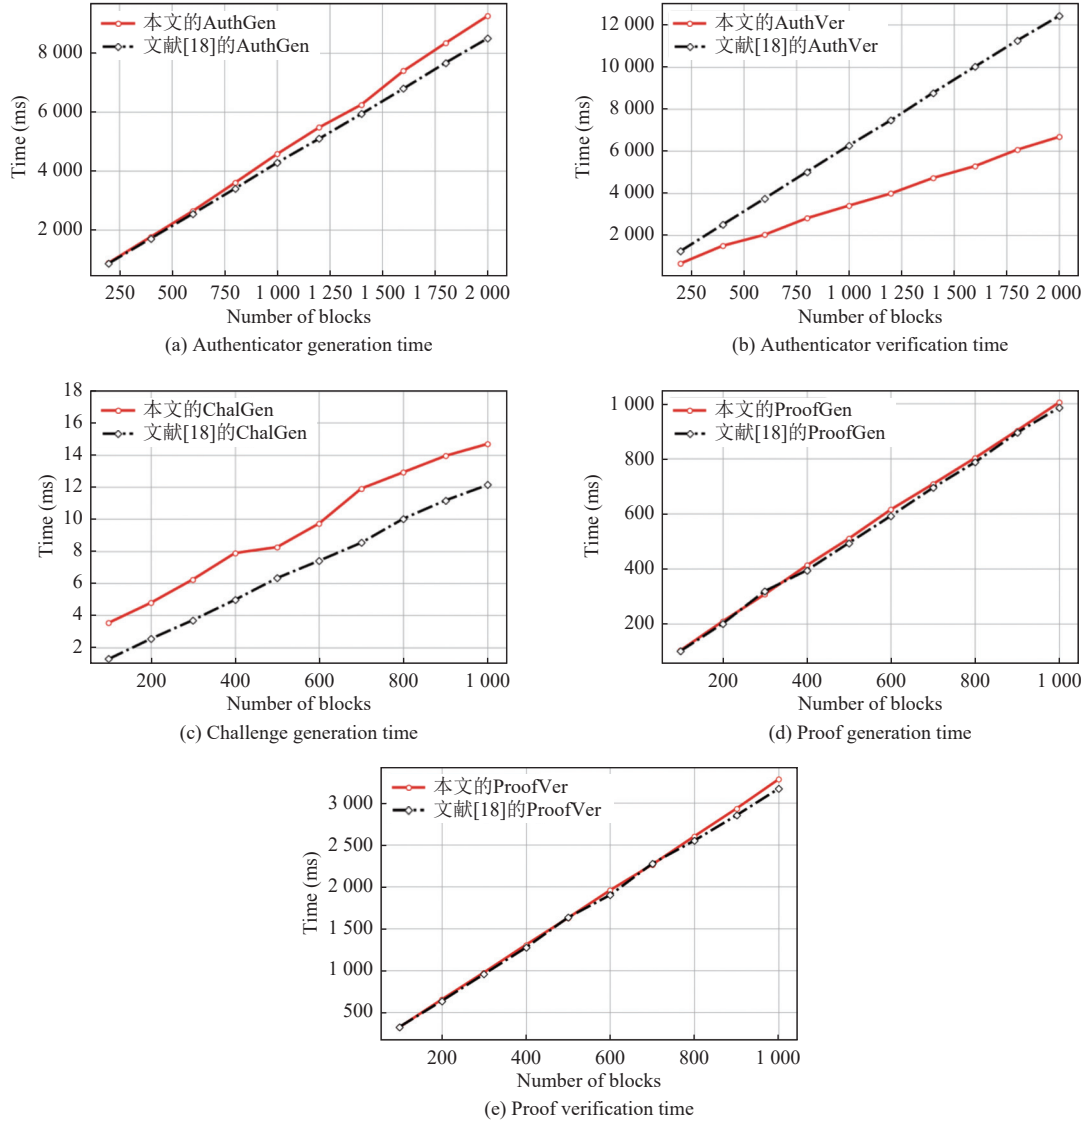 本文的AuthGen
文献[18]的AuthGen
8 000
6 000
4 000
2 000
Time (ms)
250 500 750 1 000 1 250 1 500 1 750 2 000
Number of blocks
(a) Authenticator generation time
本文的AuthVer
文献[18]的AuthVer
12 000
10 000
8 000
6 000
4 000
2 000
Time (ms)
250 500 750 1 000 1 250 1 500 1 750 2 000
Number of blocks
(b) Authenticator verification time
本文的ChalGen
文献[18]的ChalGen
18
16
14
12
10
8
6
4
2
Time (ms)
200 400 600 800 1 000
Number of blocks
(c) Challenge generation time
本文的ProofGen
文献[18]的ProofGen
1 000
800
600
400
200
Time (ms)
200 400 600 800 1 000
Number of blocks
(d) Proof generation time
本文的ProofVer
文献[18]的ProofVer
3 000
2 500
2 000
1 500
1 000
500
Time (ms)
200 400 600 800 1 000
Number of blocks
(e) Proof verification time